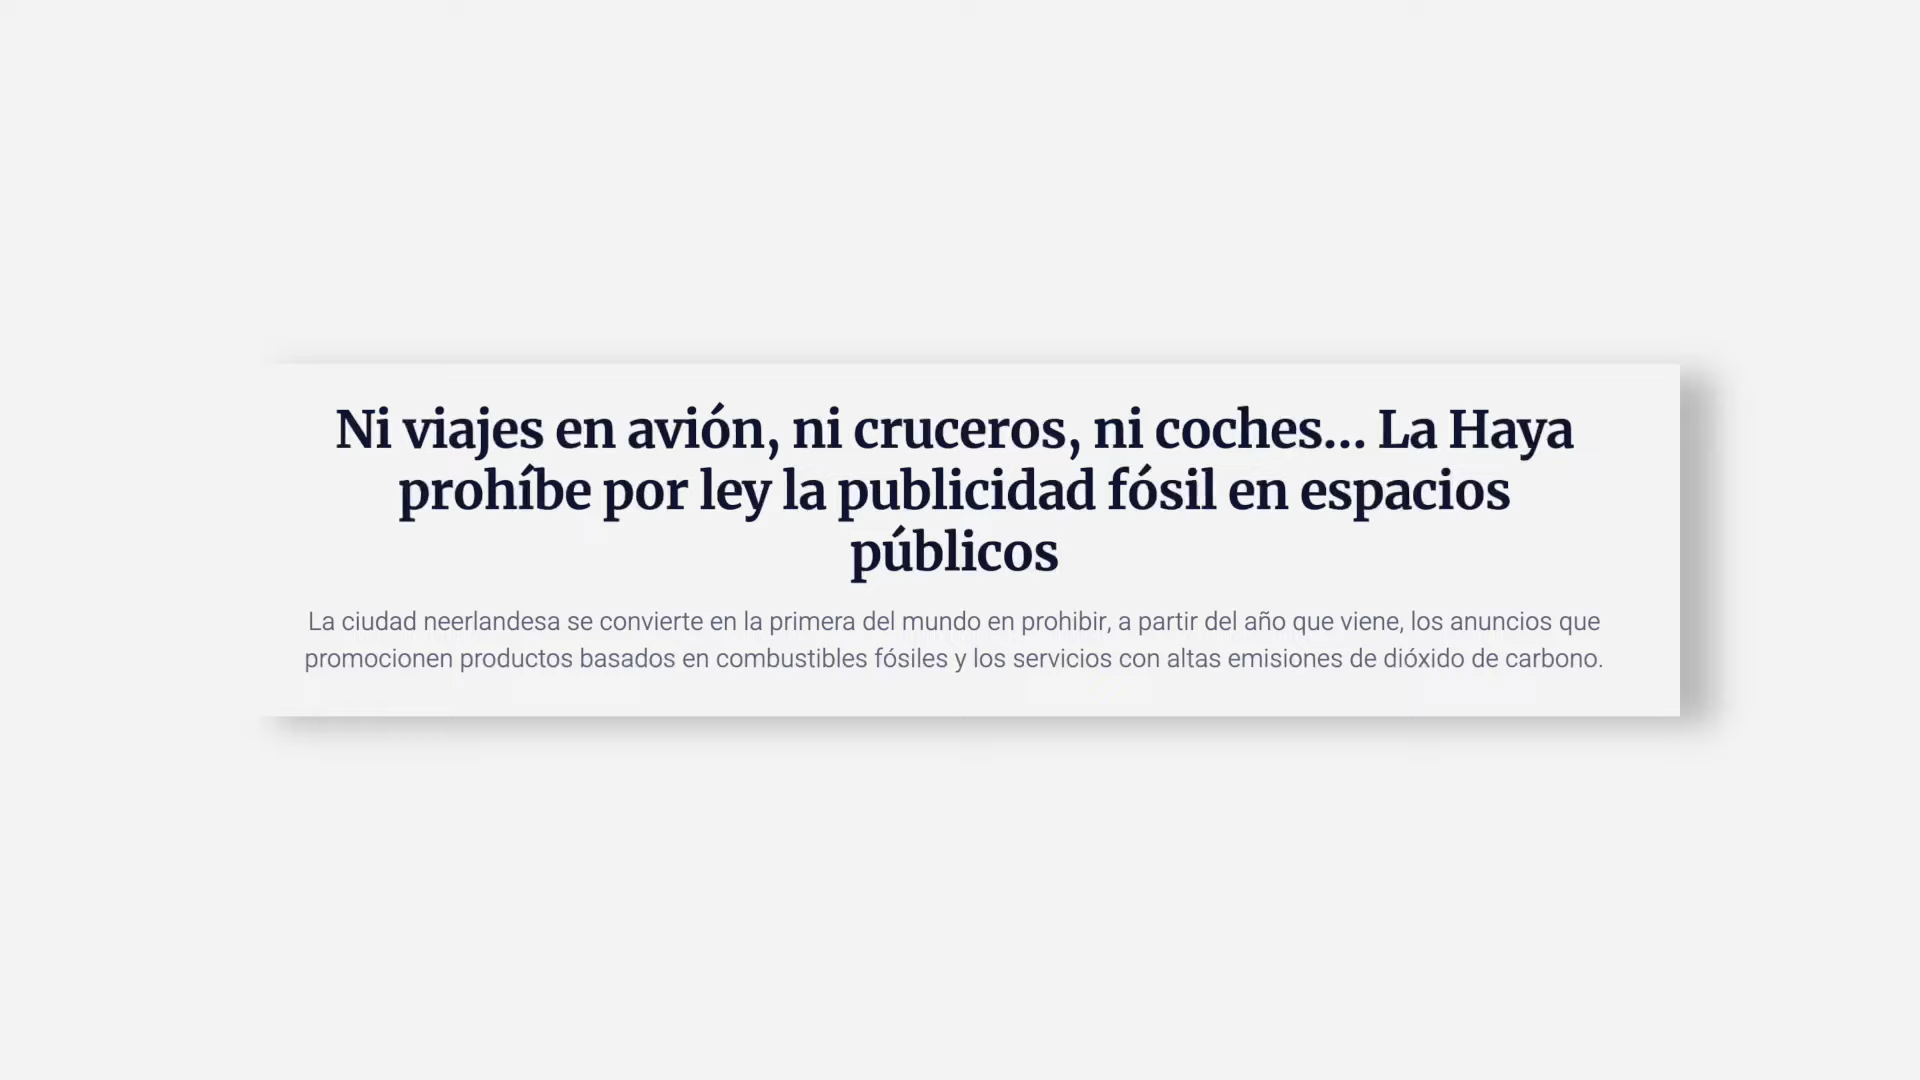 Ni viajes en avión, ni cruceros, ni coches... La Haya
prohíbe por ley la publicidad fósil en espacios
públicos
La ciudad neerlandesa se convierte en la primera del mundo en prohibir, a partir del año que viene, los anuncios que
promocionen productos basados en combustibles fósiles y los servicios con altas emisiones de dióxido de carbono.